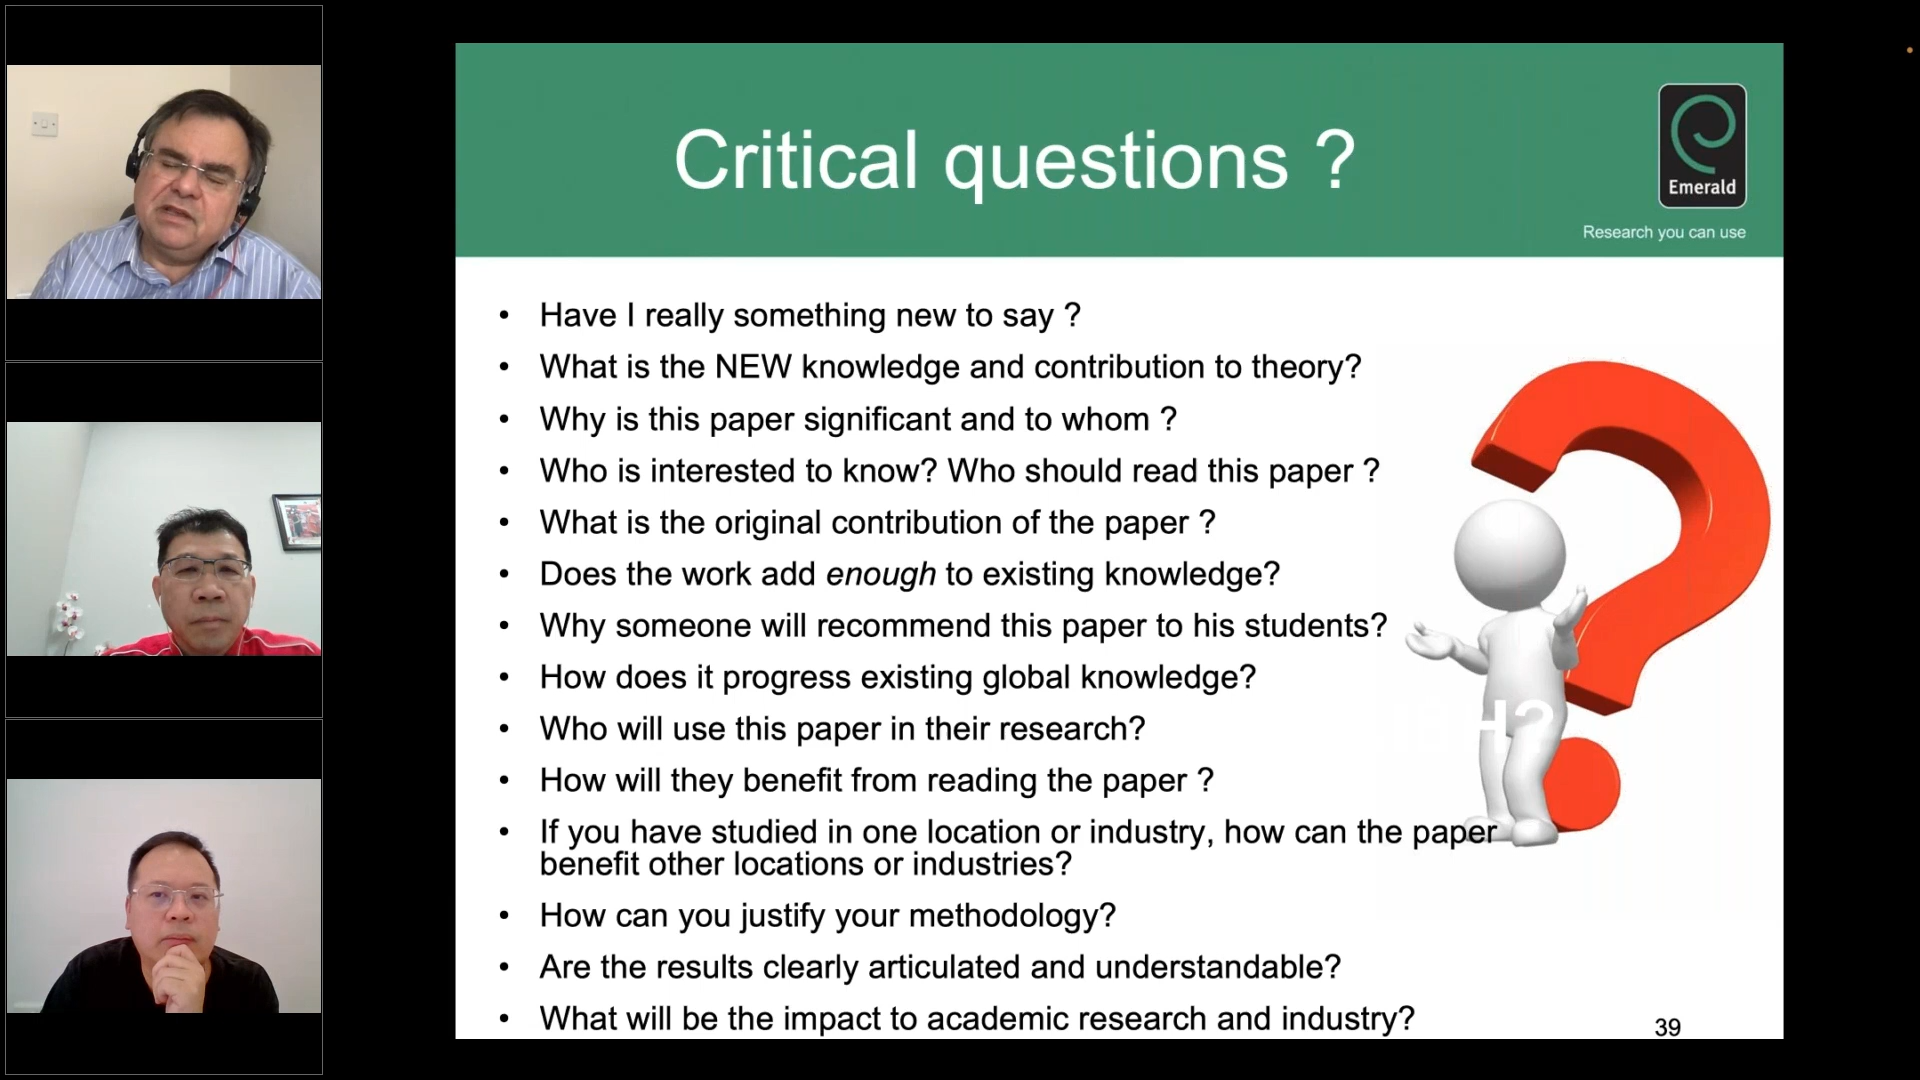 Critical questions ?
Emerald
Research you can use
• Have I really something new to say ?
• What is the NEW knowledge and contribution to theory?
• Why is this paper significant and to whom ?
• Who is interested to know? Who should read this paper ?
• What is the original contribution of the paper ?
• Does the work add enough to existing knowledge?
Why someone will recommend this paper to his students?
• How does it progress existing global knowledge?
• Who will use this paper in their research?
• How will they benefit from reading the paper ?
• If you have studied in one location or industry, how can the paper
benefit other locations or industries?
• How can you justify your methodology?
• Are the results clearly articulated and understandable?
• What will be the impact to academic research and industry?
39